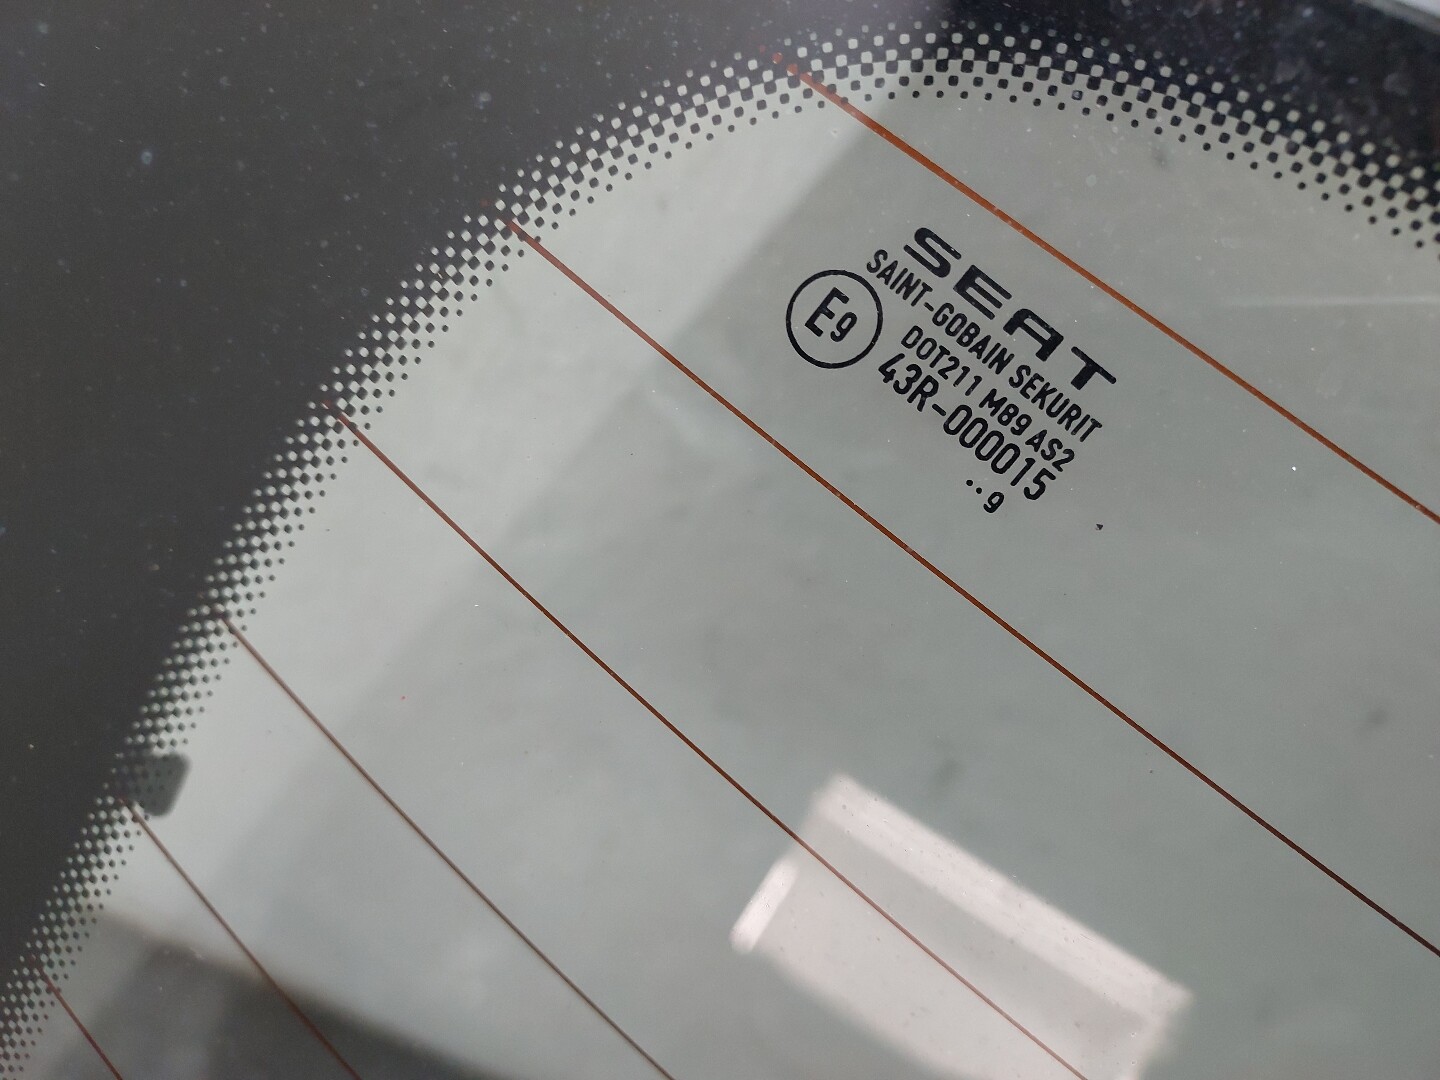 SEAT
SAINT-GOBAIN SEKURIT
E9
DOT211 M89 AS2
43R-000015
..9